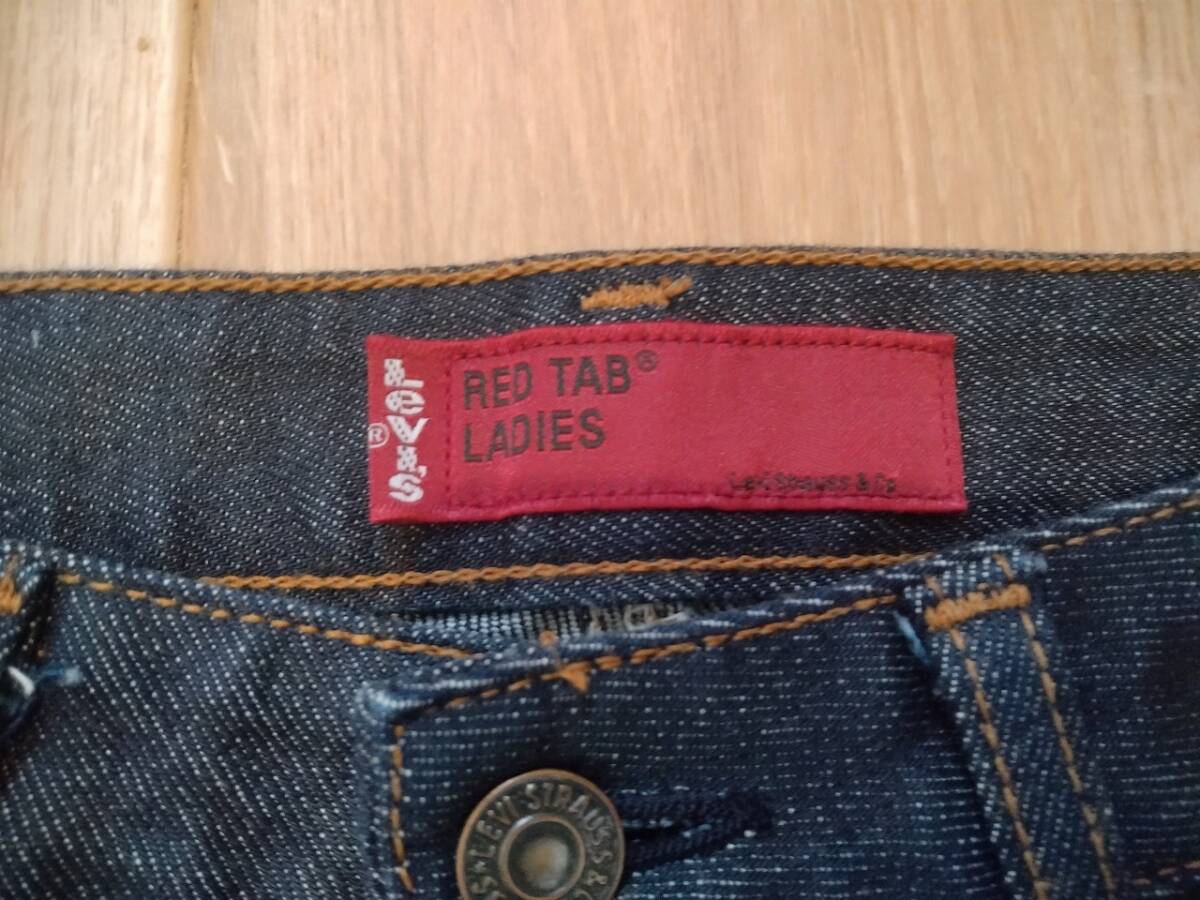 LEVI'S®
RED TAB®
LADIES
Levi Strauss & Co
LEVI STRAUSS & C